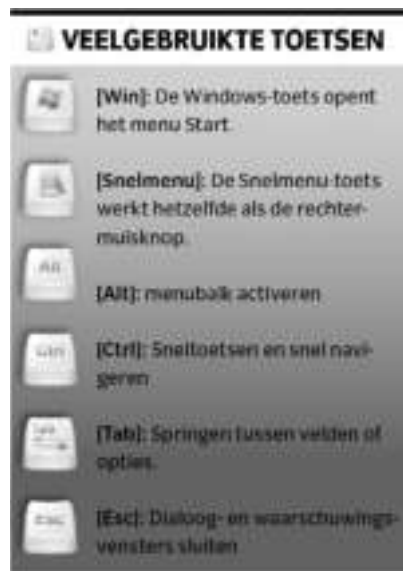 VEELGEBRUIKTE TOETSEN
[Win]: De Windows-toets opent
het menu Start.
[Snelmenu]: De Snelmenu-toets
werkt hetzelfde als de rechter-
muisknop.
Alt
[Alt]: menubalk activeren
Ctrl
[Ctrl]: Sneltoetsen en snel navi-
geren
Tab
[Tab]: Springen tussen velden of
opties.
Esc
[Esc]: Dialoog- en waarschuwings-
vensters sluiten